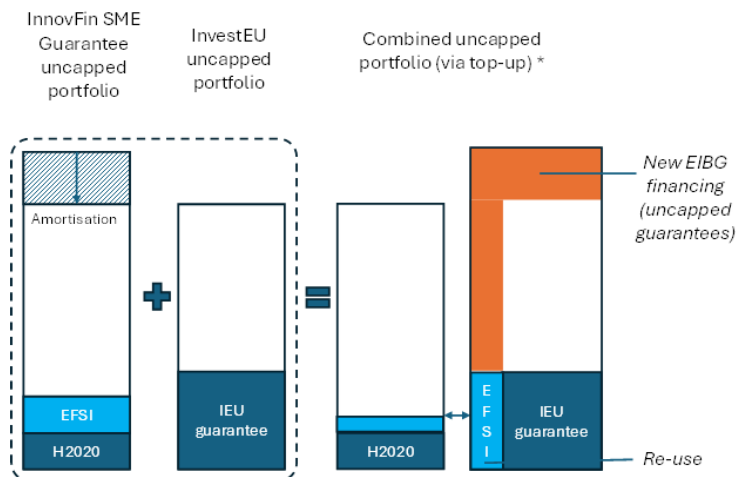 InnovFin SME
Guarantee
uncapped
portfolio
InvestEU
uncapped
portfolio
Combined uncapped
portfolio (via top-up) *
New EIBG
financing
(uncapped
guarantees)
Amortisation
EFSI
H2020
IEU
guarantee
H2020
E
F
S
I
IEU
guarantee
Re-use